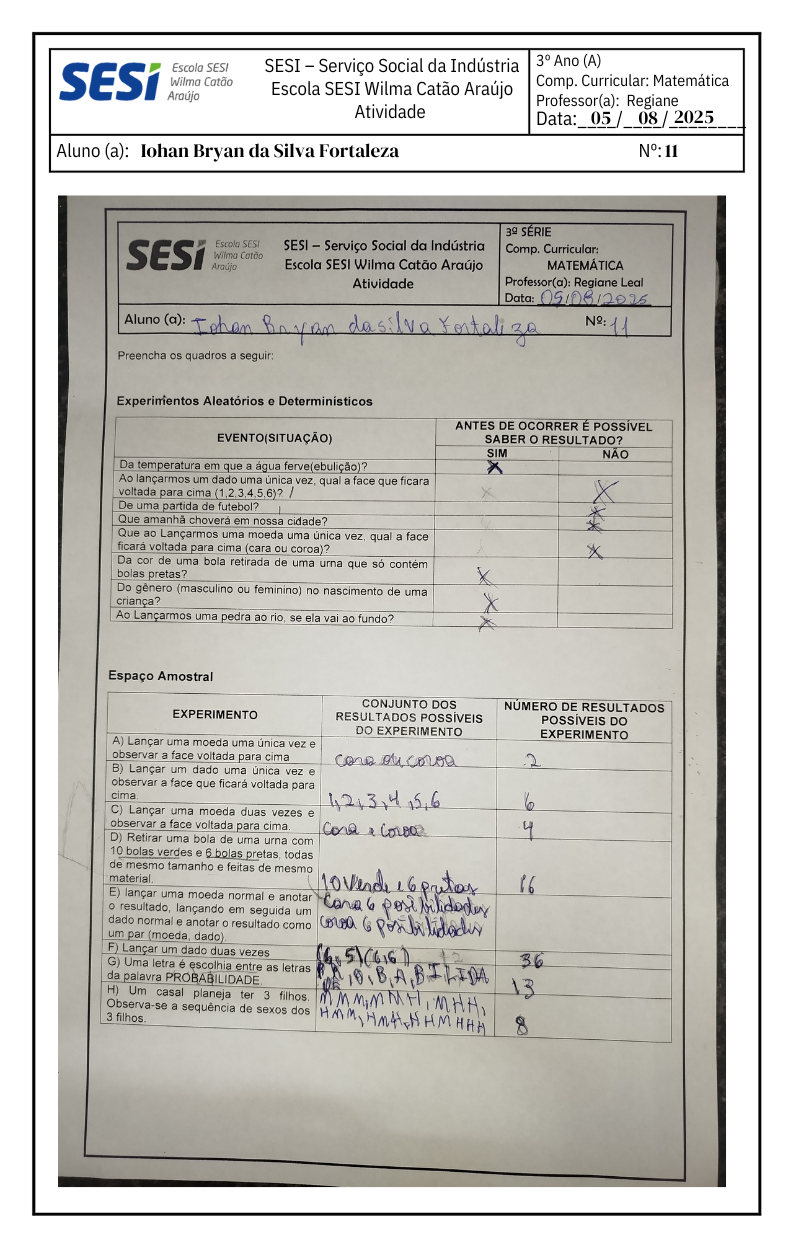 SESI Escola SESI
Wilma Catão
Araújo
SESI – Serviço Social da Indústria
Escola SESI Wilma Catão Araújo
Atividade
3º Ano (A)
Comp. Curricular: Matemática
Professor(a): Regiane
Data: 05/ 08/ 2025
Aluno (a): Iohan Bryan da Silva Fortaleza Nº: 11
SESI Escola SESI
Wilma Catão
Araújo
SESI – Serviço Social da Indústria
Escola SESI Wilma Catão Araújo
Atividade
3º SÉRIE
Comp. Curricular:
MATEMÁTICA
Professor(a): Regiane Leal
Data: 05/08/2025
Aluno (a): Iohan Bryan da Silva Fortaliza Nº: 11
Preencha os quadros a seguir:
Experimentos Aleatórios e Determinísticos
EVENTO(SITUAÇÃO)
ANTES DE OCORRER É POSSÍVEL
SABER O RESULTADO?
SIM NÃO
Da temperatura em que a água ferve(ebulição)? X
Ao lançarmos um dado uma única vez, qual a face que ficara
voltada para cima (1,2,3,4,5,6)? X
De uma partida de futebol? X
Que amanhã choverá em nossa cidade? X
Que ao Lançarmos uma moeda uma única vez, qual a face
ficará voltada para cima (cara ou coroa)? X
Da cor de uma bola retirada de uma urna que só contém
bolas pretas? X
Do gênero (masculino ou feminino) no nascimento de uma
criança? X
Ao Lançarmos uma pedra ao rio, se ela vai ao fundo? X
Espaço Amostral
EXPERIMENTO
CONJUNTO DOS
RESULTADOS POSSÍVEIS
DO EXPERIMENTO
NÚMERO DE RESULTADOS
POSSÍVEIS DO
EXPERIMENTO
A) Lançar uma moeda uma única vez e
observar a face voltada para cima
cara ou coroa 2
B) Lançar um dado uma única vez e
observar a face que ficará voltada para
cima.
1,2,3,4,5,6 6
C) Lançar uma moeda duas vezes e
observar a face voltada para cima.
Cara e coroa 4
D) Retirar uma bola de uma urna com
10 bolas verdes e 6 bolas pretas, todas
de mesmo tamanho e feitas de mesmo
material.
10 Verde e 6 pretas 16
E) lançar uma moeda normal e anotar
o resultado, lançando em seguida um
dado normal e anotar o resultado como
um par (moeda, dado).
Cara 6 posibilidades
coroa 6 posibilidades
F) Lançar um dado duas vezes
(6,5)(6,6) 36
G) Uma letra é escolhia entre as letras
da palavra PROBABILIDADE.
B, A, BILIDA
DE 13
H) Um casal planeja ter 3 filhos.
Observa-se a sequência de sexos dos
3 filhos.
MMM, MMH, MHH,
HMM, HMH, HHM HHH 8